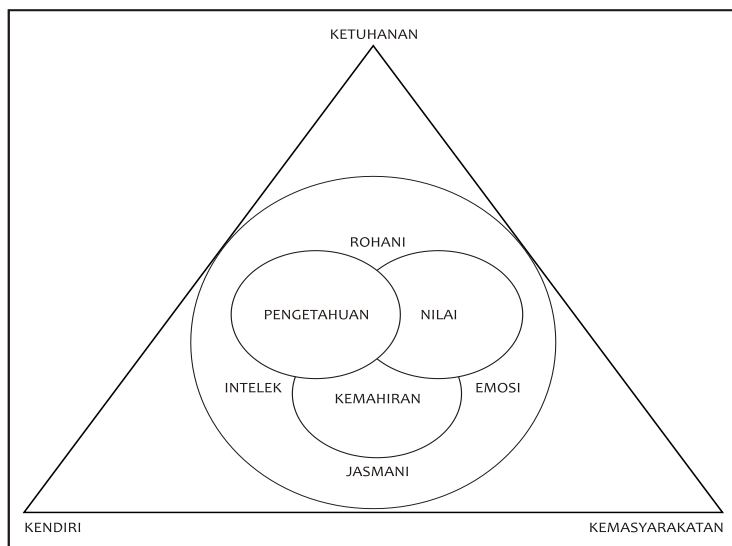 KETUHANAN
ROHANI
PENGETAHUAN
NILAI
INTELEK
KEMAHIRAN
EMOSI
JASMANI
KENDIRI
KEMASYARAKATAN